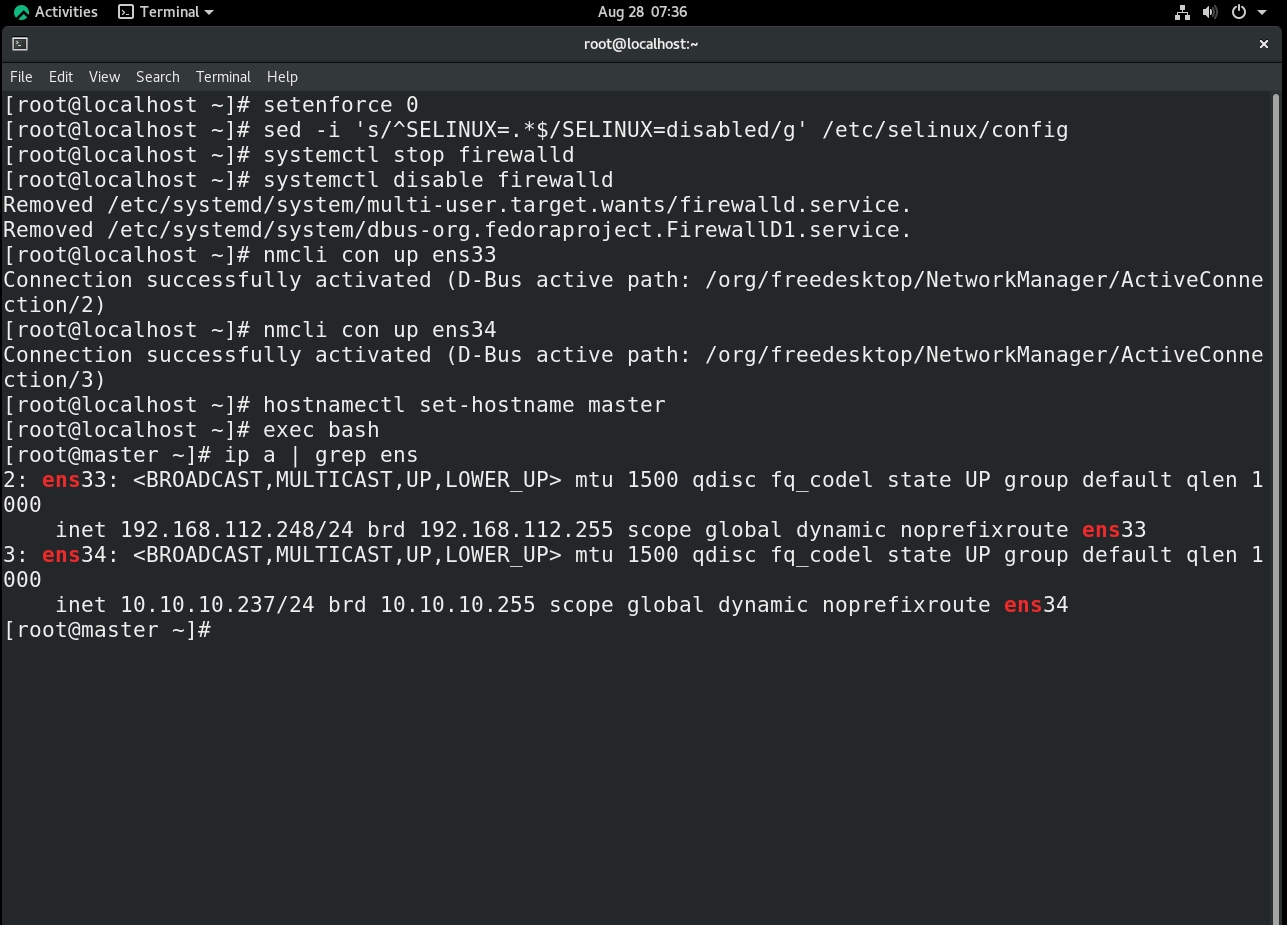 Activities Terminal Aug 28 07:36
root@localhost:~ ×
File Edit View Search Terminal Help
[root@localhost ~]# setenforce 0
[root@localhost ~]# sed -i 's/^SELINUX=.*$/SELINUX=disabled/g' /etc/selinux/config
[root@localhost ~]# systemctl stop firewalld
[root@localhost ~]# systemctl disable firewalld
Removed /etc/systemd/system/multi-user.target.wants/firewalld.service.
Removed /etc/systemd/system/dbus-org.fedoraproject.FirewallD1.service.
[root@localhost ~]# nmcli con up ens33
Connection successfully activated (D-Bus active path: /org/freedesktop/NetworkManager/ActiveConne
ction/2)
[root@localhost ~]# nmcli con up ens34
Connection successfully activated (D-Bus active path: /org/freedesktop/NetworkManager/ActiveConne
ction/3)
[root@localhost ~]# hostnamectl set-hostname master
[root@localhost ~]# exec bash
[root@master ~]# ip a | grep ens
2: ens33: <BROADCAST,MULTICAST,UP,LOWER_UP> mtu 1500 qdisc fq_codel state UP group default qlen 1
000
    inet 192.168.112.248/24 brd 192.168.112.255 scope global dynamic noprefixroute ens33
3: ens34: <BROADCAST,MULTICAST,UP,LOWER_UP> mtu 1500 qdisc fq_codel state UP group default qlen 1
000
    inet 10.10.10.237/24 brd 10.10.10.255 scope global dynamic noprefixroute ens34
[root@master ~]#